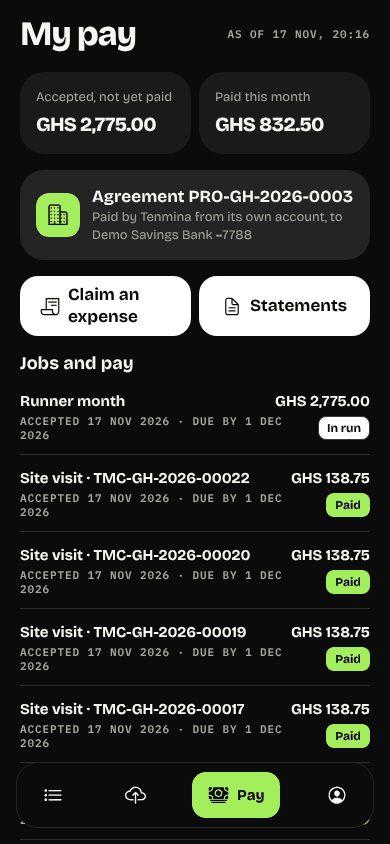 My pay
AS OF 17 NOV, 20:16
Accepted, not yet paid
GHS 2,775.00
Paid this month
GHS 832.50
Agreement PRO-GH-2026-0003
Paid by Tenmina from its own account, to
Demo Savings Bank ··7788
Claim an
expense
Statements
Jobs and pay
Runner month
GHS 2,775.00
ACCEPTED 17 NOV 2026 · DUE BY 1 DEC
2026
In run
Site visit · TMC-GH-2026-00022
GHS 138.75
ACCEPTED 17 NOV 2026 · DUE BY 1 DEC
2026
Paid
Site visit · TMC-GH-2026-00020
GHS 138.75
ACCEPTED 17 NOV 2026 · DUE BY 1 DEC
2026
Paid
Site visit · TMC-GH-2026-00019
GHS 138.75
ACCEPTED 17 NOV 2026 · DUE BY 1 DEC
2026
Paid
Site visit · TMC-GH-2026-00017
GHS 138.75
ACCEPTED 17 NOV 2026 · DUE BY 1 DEC
2026
Paid
Pay